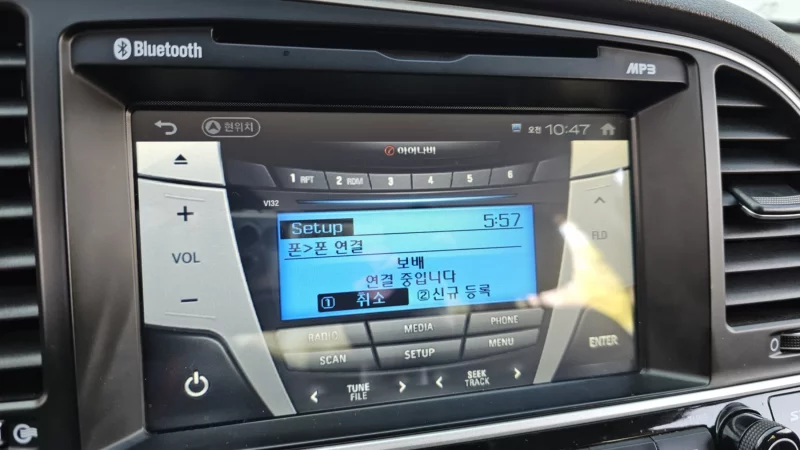 Bluetooth
MP3
현위치
오전 10:47
아이나비
1 RPT 2 RDM 3 4 5 6
VI32
Setup 5:57
폰>폰 연결
보배
연결 중입니다
① 취소 ②신규 등록
+
VOL
−
FLD
RADIO MEDIA PHONE
SCAN SETUP MENU
ENTER
< TUNE FILE > < SEEK TRACK >